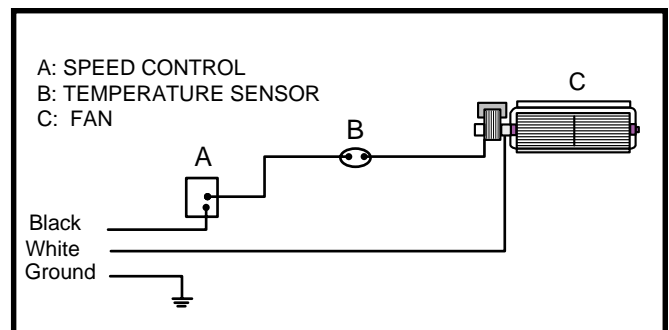 A: SPEED CONTROL
B: TEMPERATURE SENSOR
C: FAN
C
B
A
Black
White
Ground